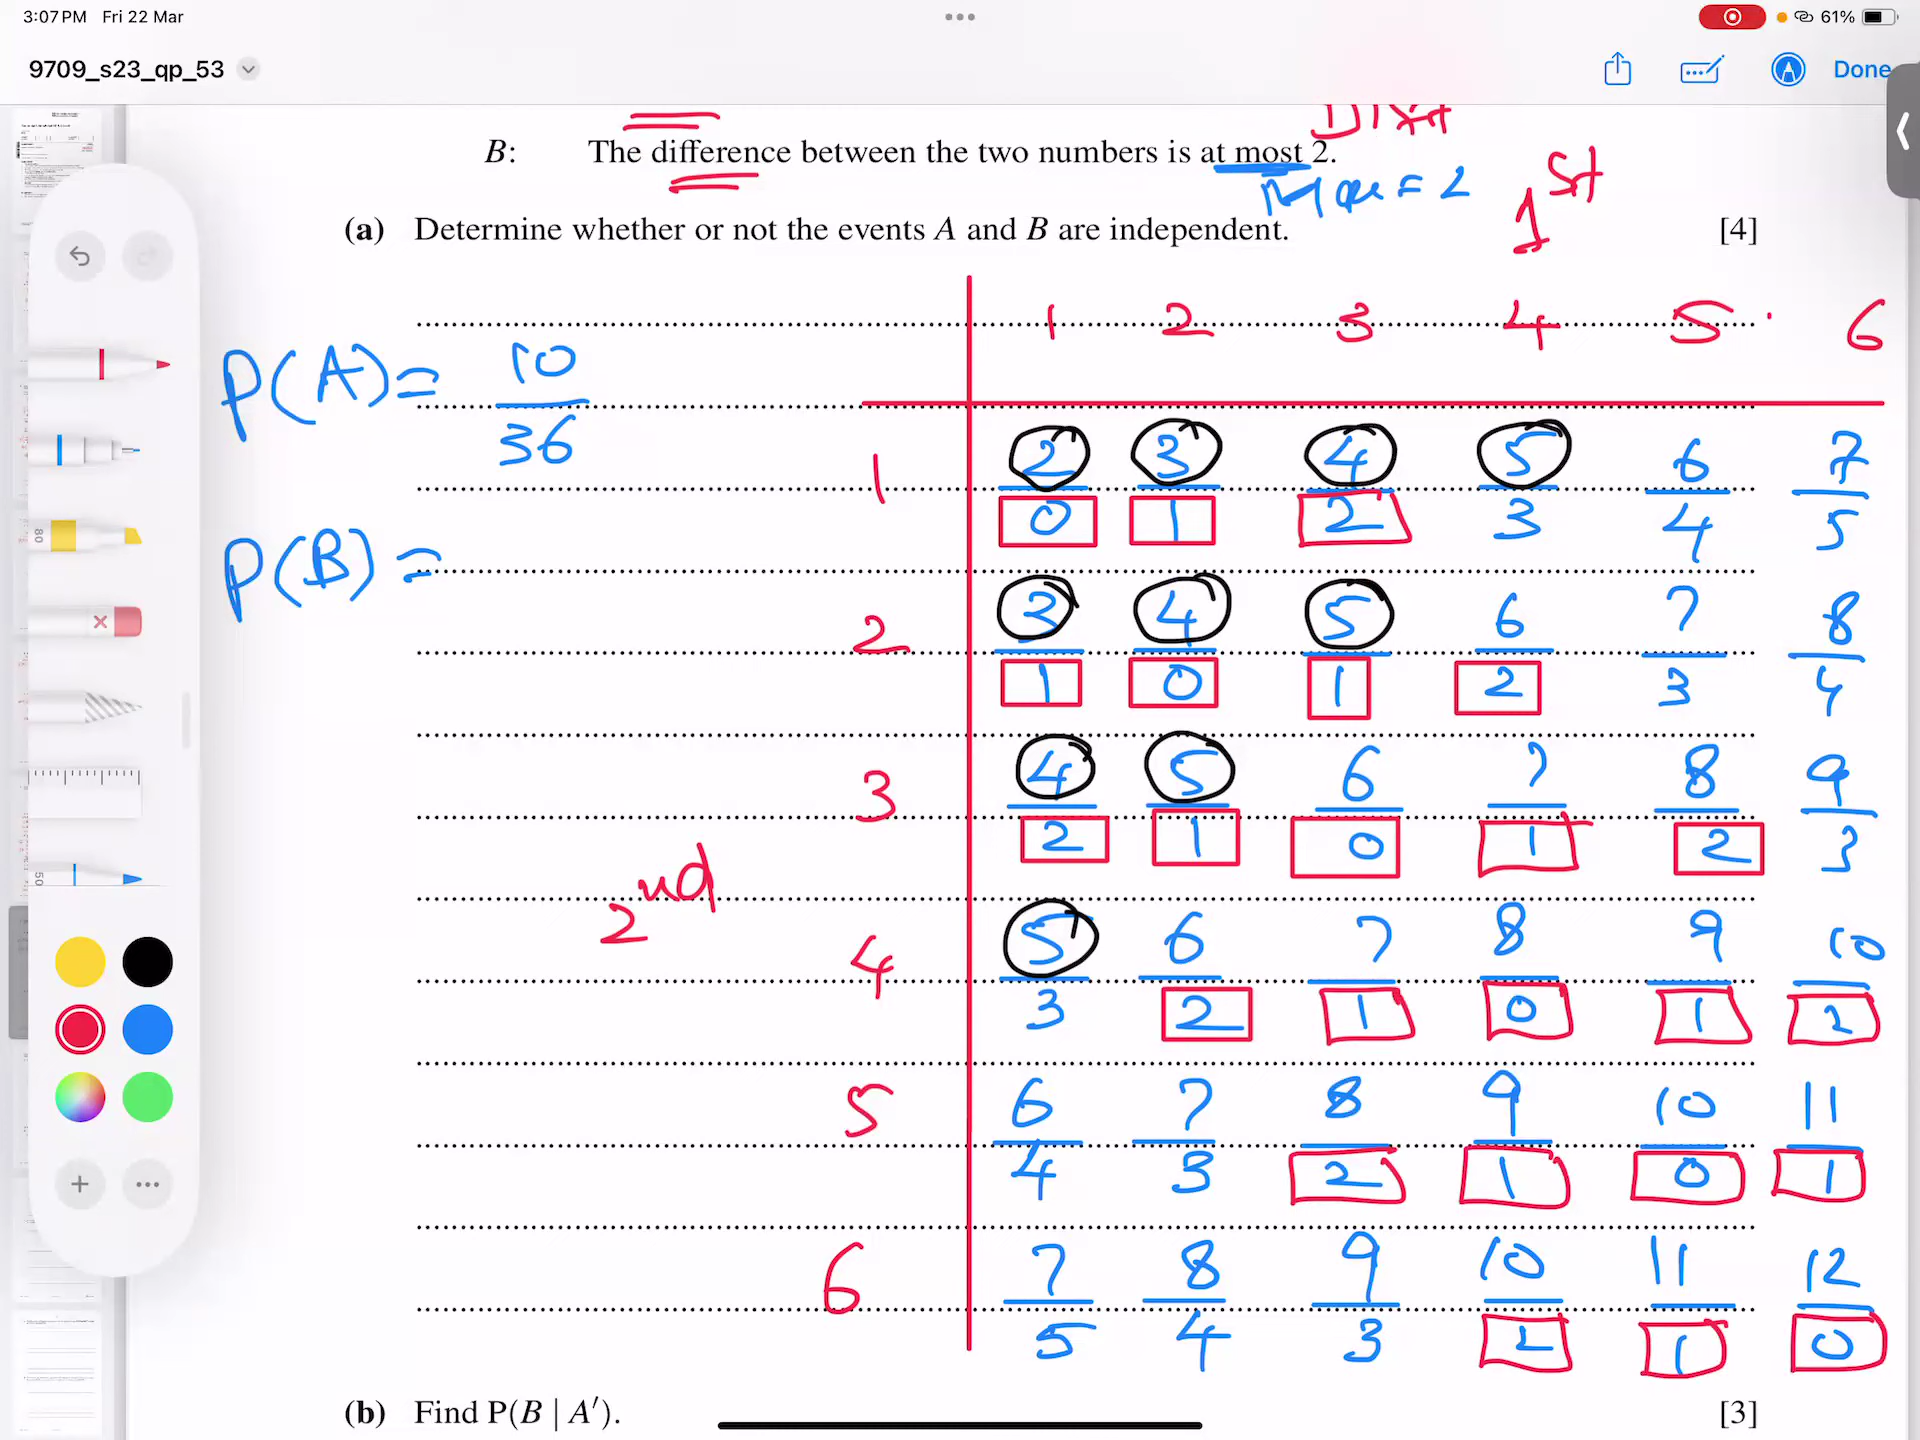 3:07 PM Fri 22 Mar
61%
9709_s23_qp_53
Done
B: The difference between the two numbers is at most 2.
Max = 2
1st
(a) Determine whether or not the events A and B are independent. [4]
1 2 3 4 5 6
P(A) = 10/36
P(B) =
1
2 3 4 5 6 7
0 1 2 3 4 5
2
3 4 5 6 7 8
1 0 1 2 3 4
3
4 5 6 7 8 9
2 1 0 1 2 3
2nd
4
5 6 7 8 9 10
3 2 1 0 1 2
5
6 7 8 9 10 11
4 3 2 1 0 1
6
7 8 9 10 11 12
5 4 3 2 1 0
(b) Find P(B | A′). [3]
80
50